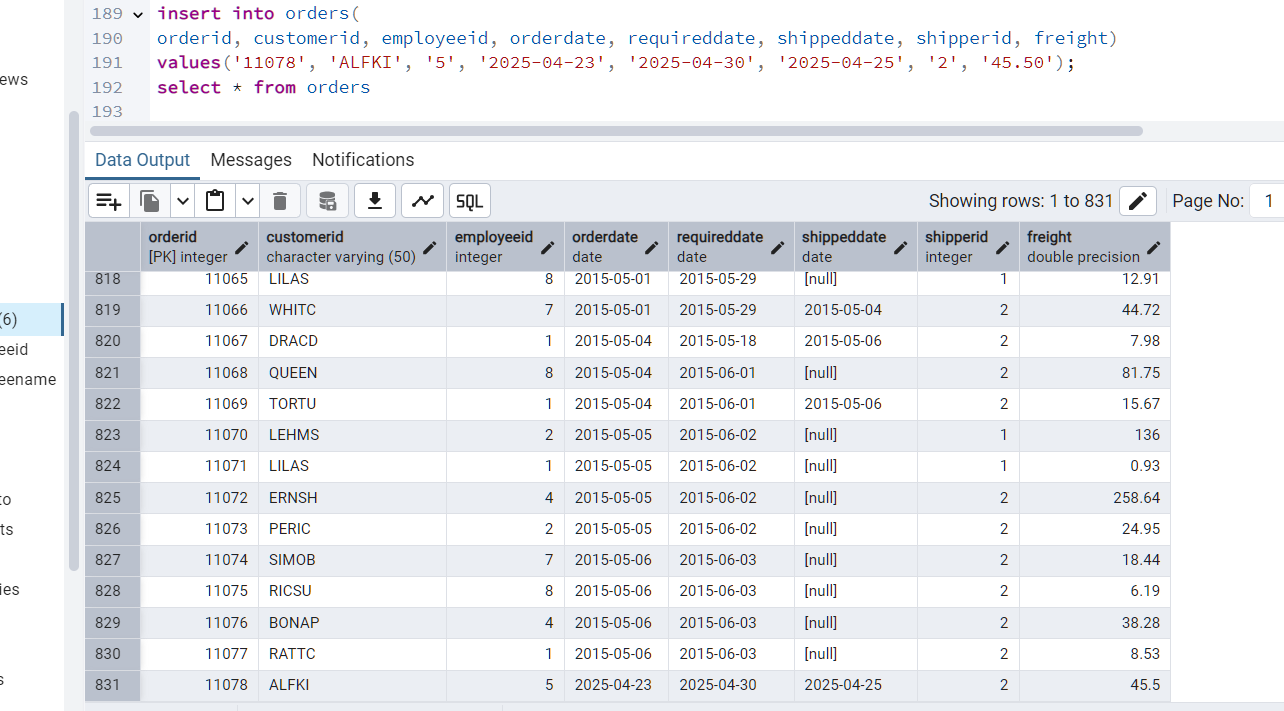 189 insert into orders(
190 orderid, customerid, employeeid, orderdate, requireddate, shippeddate, shipperid, freight)
191 values('11078', 'ALFKI', '5', '2025-04-23', '2025-04-30', '2025-04-25', '2', '45.50');
192 select * from orders
193
ews
(6)
eeid
eename
to
ts
ies
s
Data Output Messages Notifications
SQL Showing rows: 1 to 831 Page No: 1
orderid customerid employeeid orderdate requireddate shippeddate shipperid freight
[PK] integer character varying (50) integer date date date integer double precision
818 11065 LILAS 8 2015-05-01 2015-05-29 [null] 1 12.91
819 11066 WHITC 7 2015-05-01 2015-05-29 2015-05-04 2 44.72
820 11067 DRACD 1 2015-05-04 2015-05-18 2015-05-06 2 7.98
821 11068 QUEEN 8 2015-05-04 2015-06-01 [null] 2 81.75
822 11069 TORTU 1 2015-05-04 2015-06-01 2015-05-06 2 15.67
823 11070 LEHMS 2 2015-05-05 2015-06-02 [null] 1 136
824 11071 LILAS 1 2015-05-05 2015-06-02 [null] 1 0.93
825 11072 ERNSH 4 2015-05-05 2015-06-02 [null] 2 258.64
826 11073 PERIC 2 2015-05-05 2015-06-02 [null] 2 24.95
827 11074 SIMOB 7 2015-05-06 2015-06-03 [null] 2 18.44
828 11075 RICSU 8 2015-05-06 2015-06-03 [null] 2 6.19
829 11076 BONAP 4 2015-05-06 2015-06-03 [null] 2 38.28
830 11077 RATTC 1 2015-05-06 2015-06-03 [null] 2 8.53
831 11078 ALFKI 5 2025-04-23 2025-04-30 2025-04-25 2 45.5